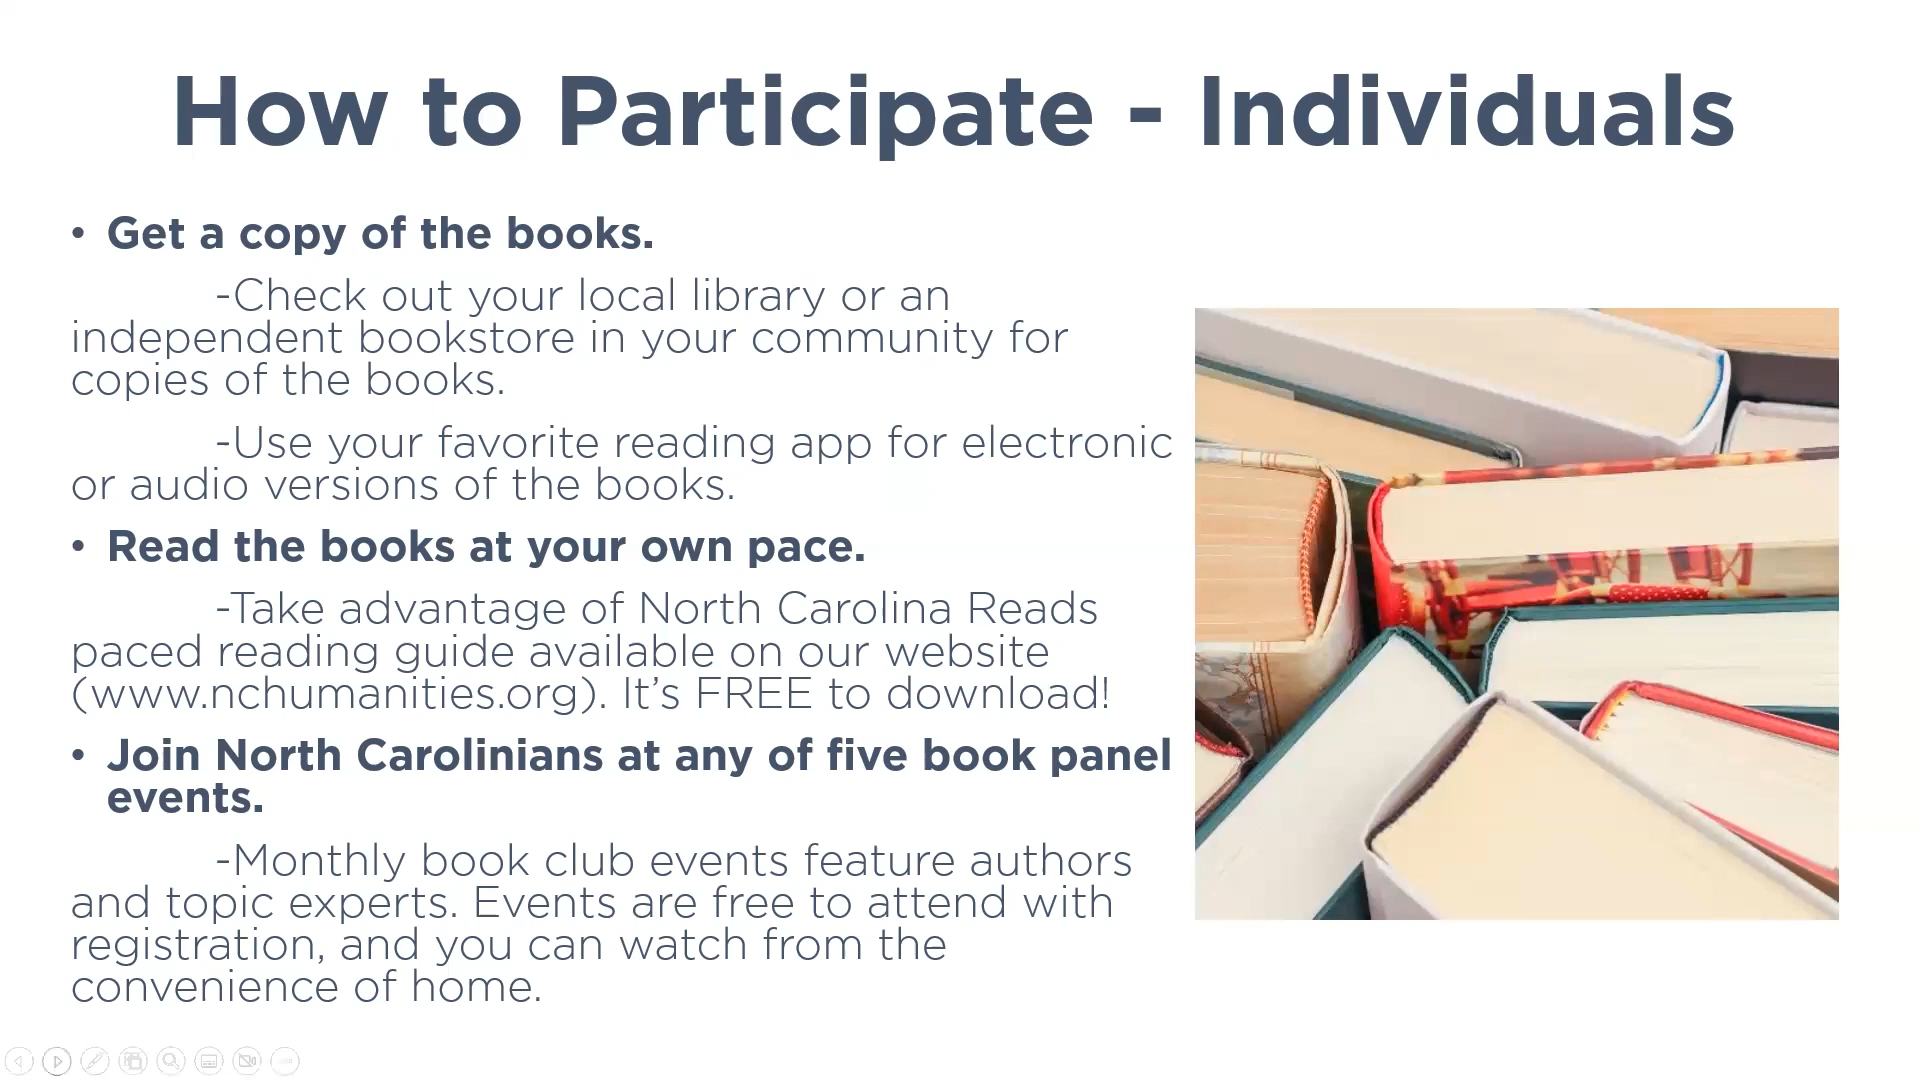 How to Participate - Individuals
• Get a copy of the books.
-Check out your local library or an
independent bookstore in your community for
copies of the books.
-Use your favorite reading app for electronic
or audio versions of the books.
• Read the books at your own pace.
-Take advantage of North Carolina Reads
paced reading guide available on our website
(www.nchumanities.org). It’s FREE to download!
• Join North Carolinians at any of five book panel
events.
-Monthly book club events feature authors
and topic experts. Events are free to attend with
registration, and you can watch from the
convenience of home.